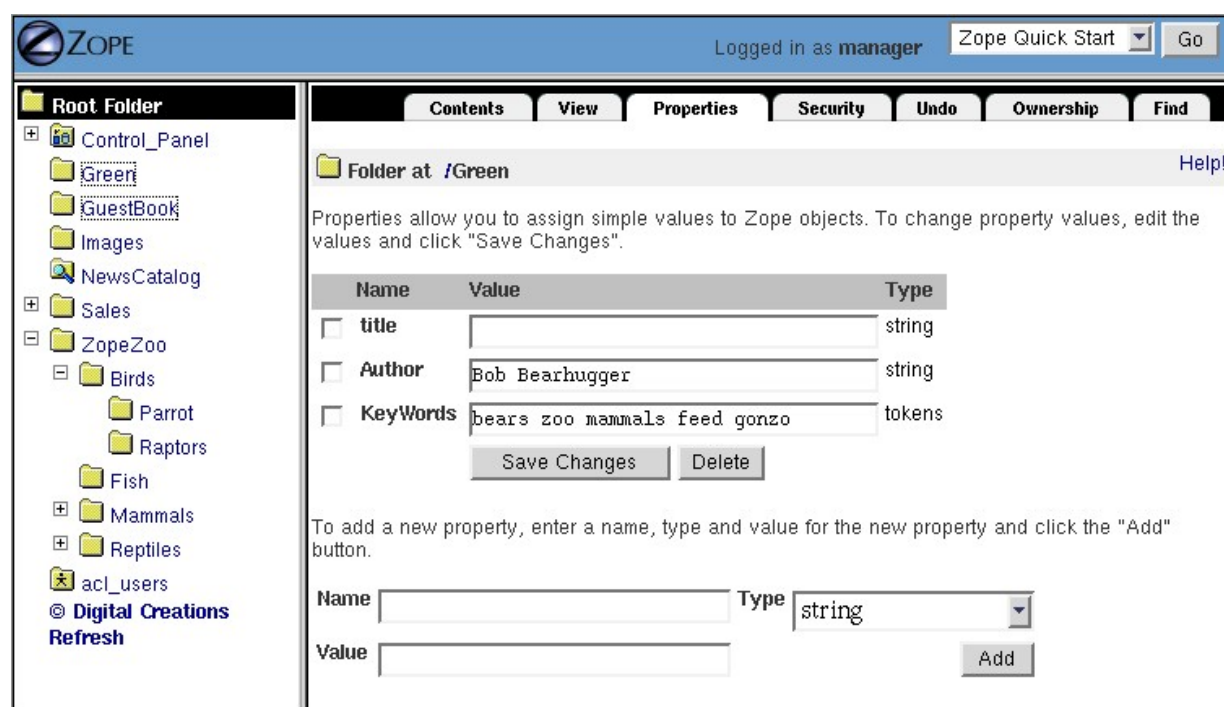 ZOPE
Logged in as manager Zope Quick Start Go
Root Folder
Control_Panel
Green
GuestBook
Images
NewsCatalog
Sales
ZopeZoo
Birds
Parrot
Raptors
Fish
Mammals
Reptiles
acl_users
© Digital Creations
Refresh
Contents View Properties Security Undo Ownership Find
Folder at /Green Help!
Properties allow you to assign simple values to Zope objects. To change property values, edit the
values and click "Save Changes".
Name Value Type
title string
Author Bob Bearhugger string
KeyWords bears zoo mammals feed gonzo tokens
Save Changes Delete
To add a new property, enter a name, type and value for the new property and click the "Add"
button.
Name Type string
Value Add